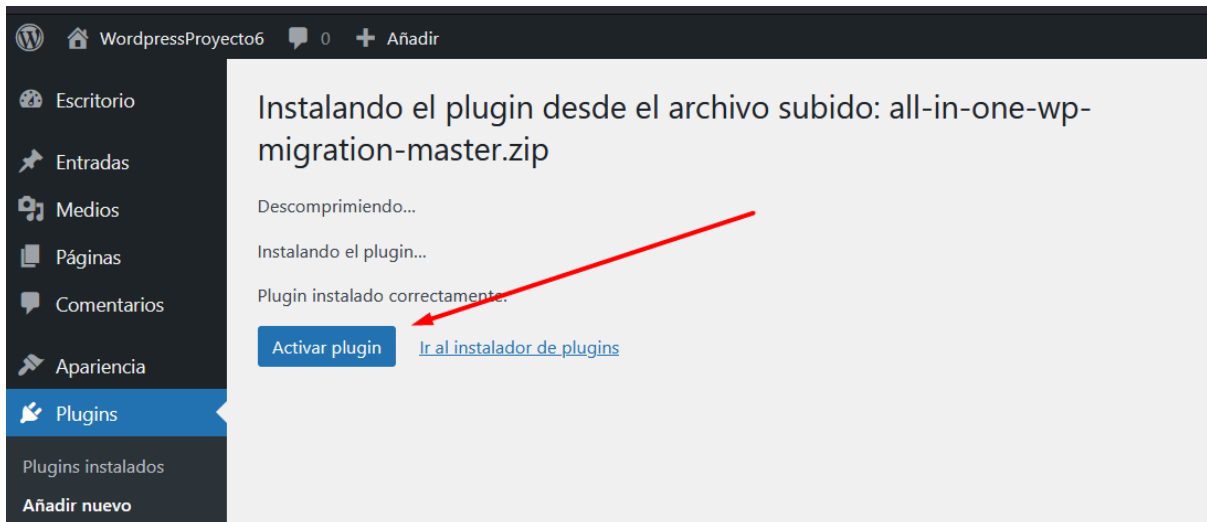 WordpressProyecto6 0 Añadir
Escritorio
Entradas
Medios
Páginas
Comentarios
Apariencia
Plugins
Plugins instalados
Añadir nuevo
Instalando el plugin desde el archivo subido: all-in-one-wp-
migration-master.zip
Descomprimiendo...
Instalando el plugin...
Plugin instalado correctamente.
Activar plugin Ir al instalador de plugins